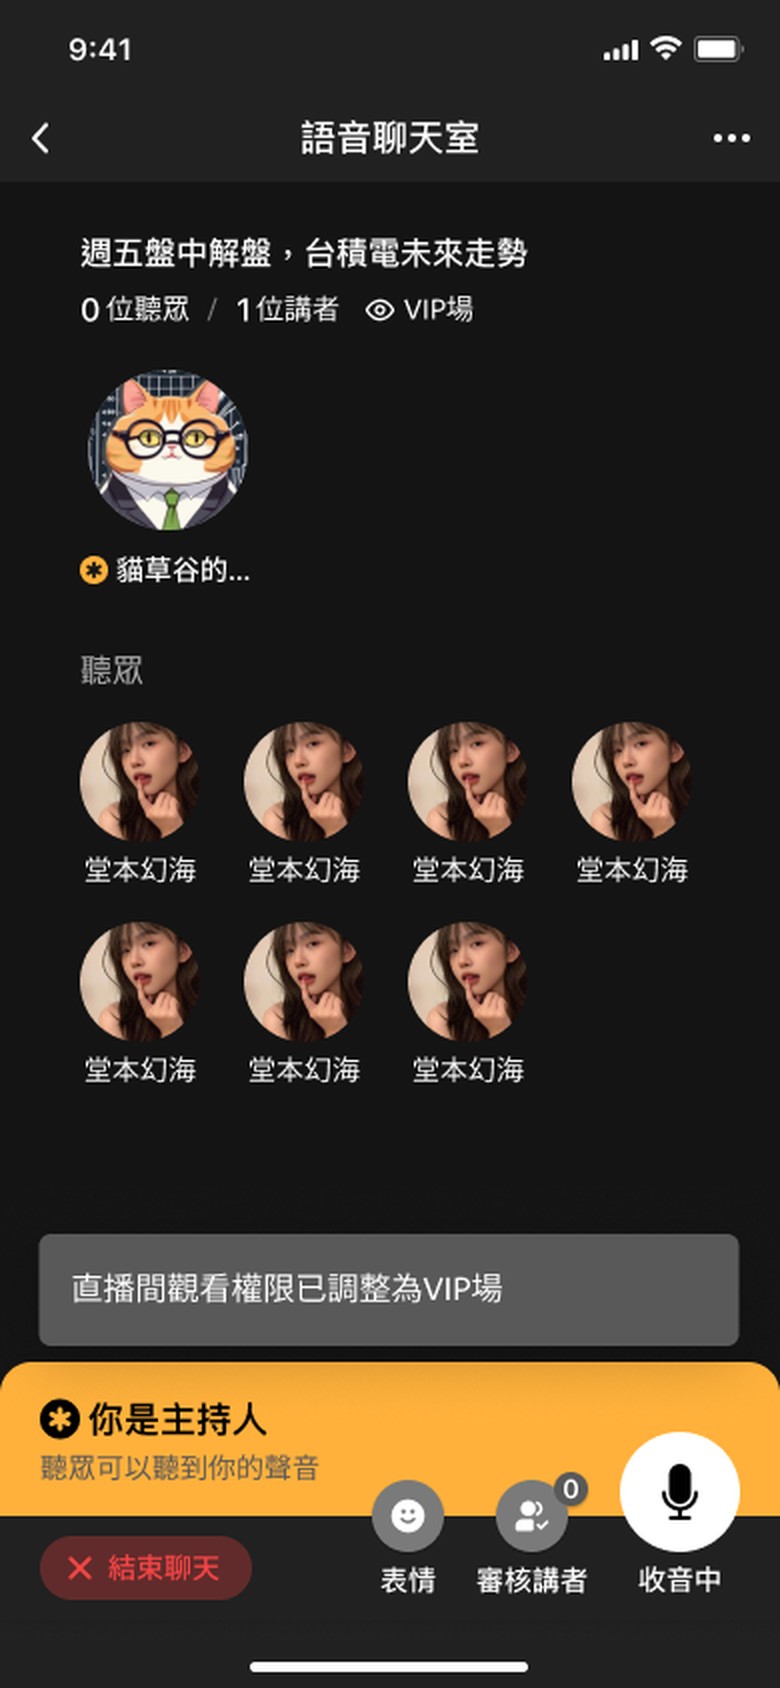 9:41
語音聊天室
週五盤中解盤，台積電未來走勢
0 位聽眾 / 1 位講者 VIP場
貓草谷的...
聽眾
堂本幻海 堂本幻海 堂本幻海 堂本幻海
堂本幻海 堂本幻海 堂本幻海
直播間觀看權限已調整為VIP場
你是主持人
聽眾可以聽到你的聲音
0
結束聊天
表情 審核講者 收音中